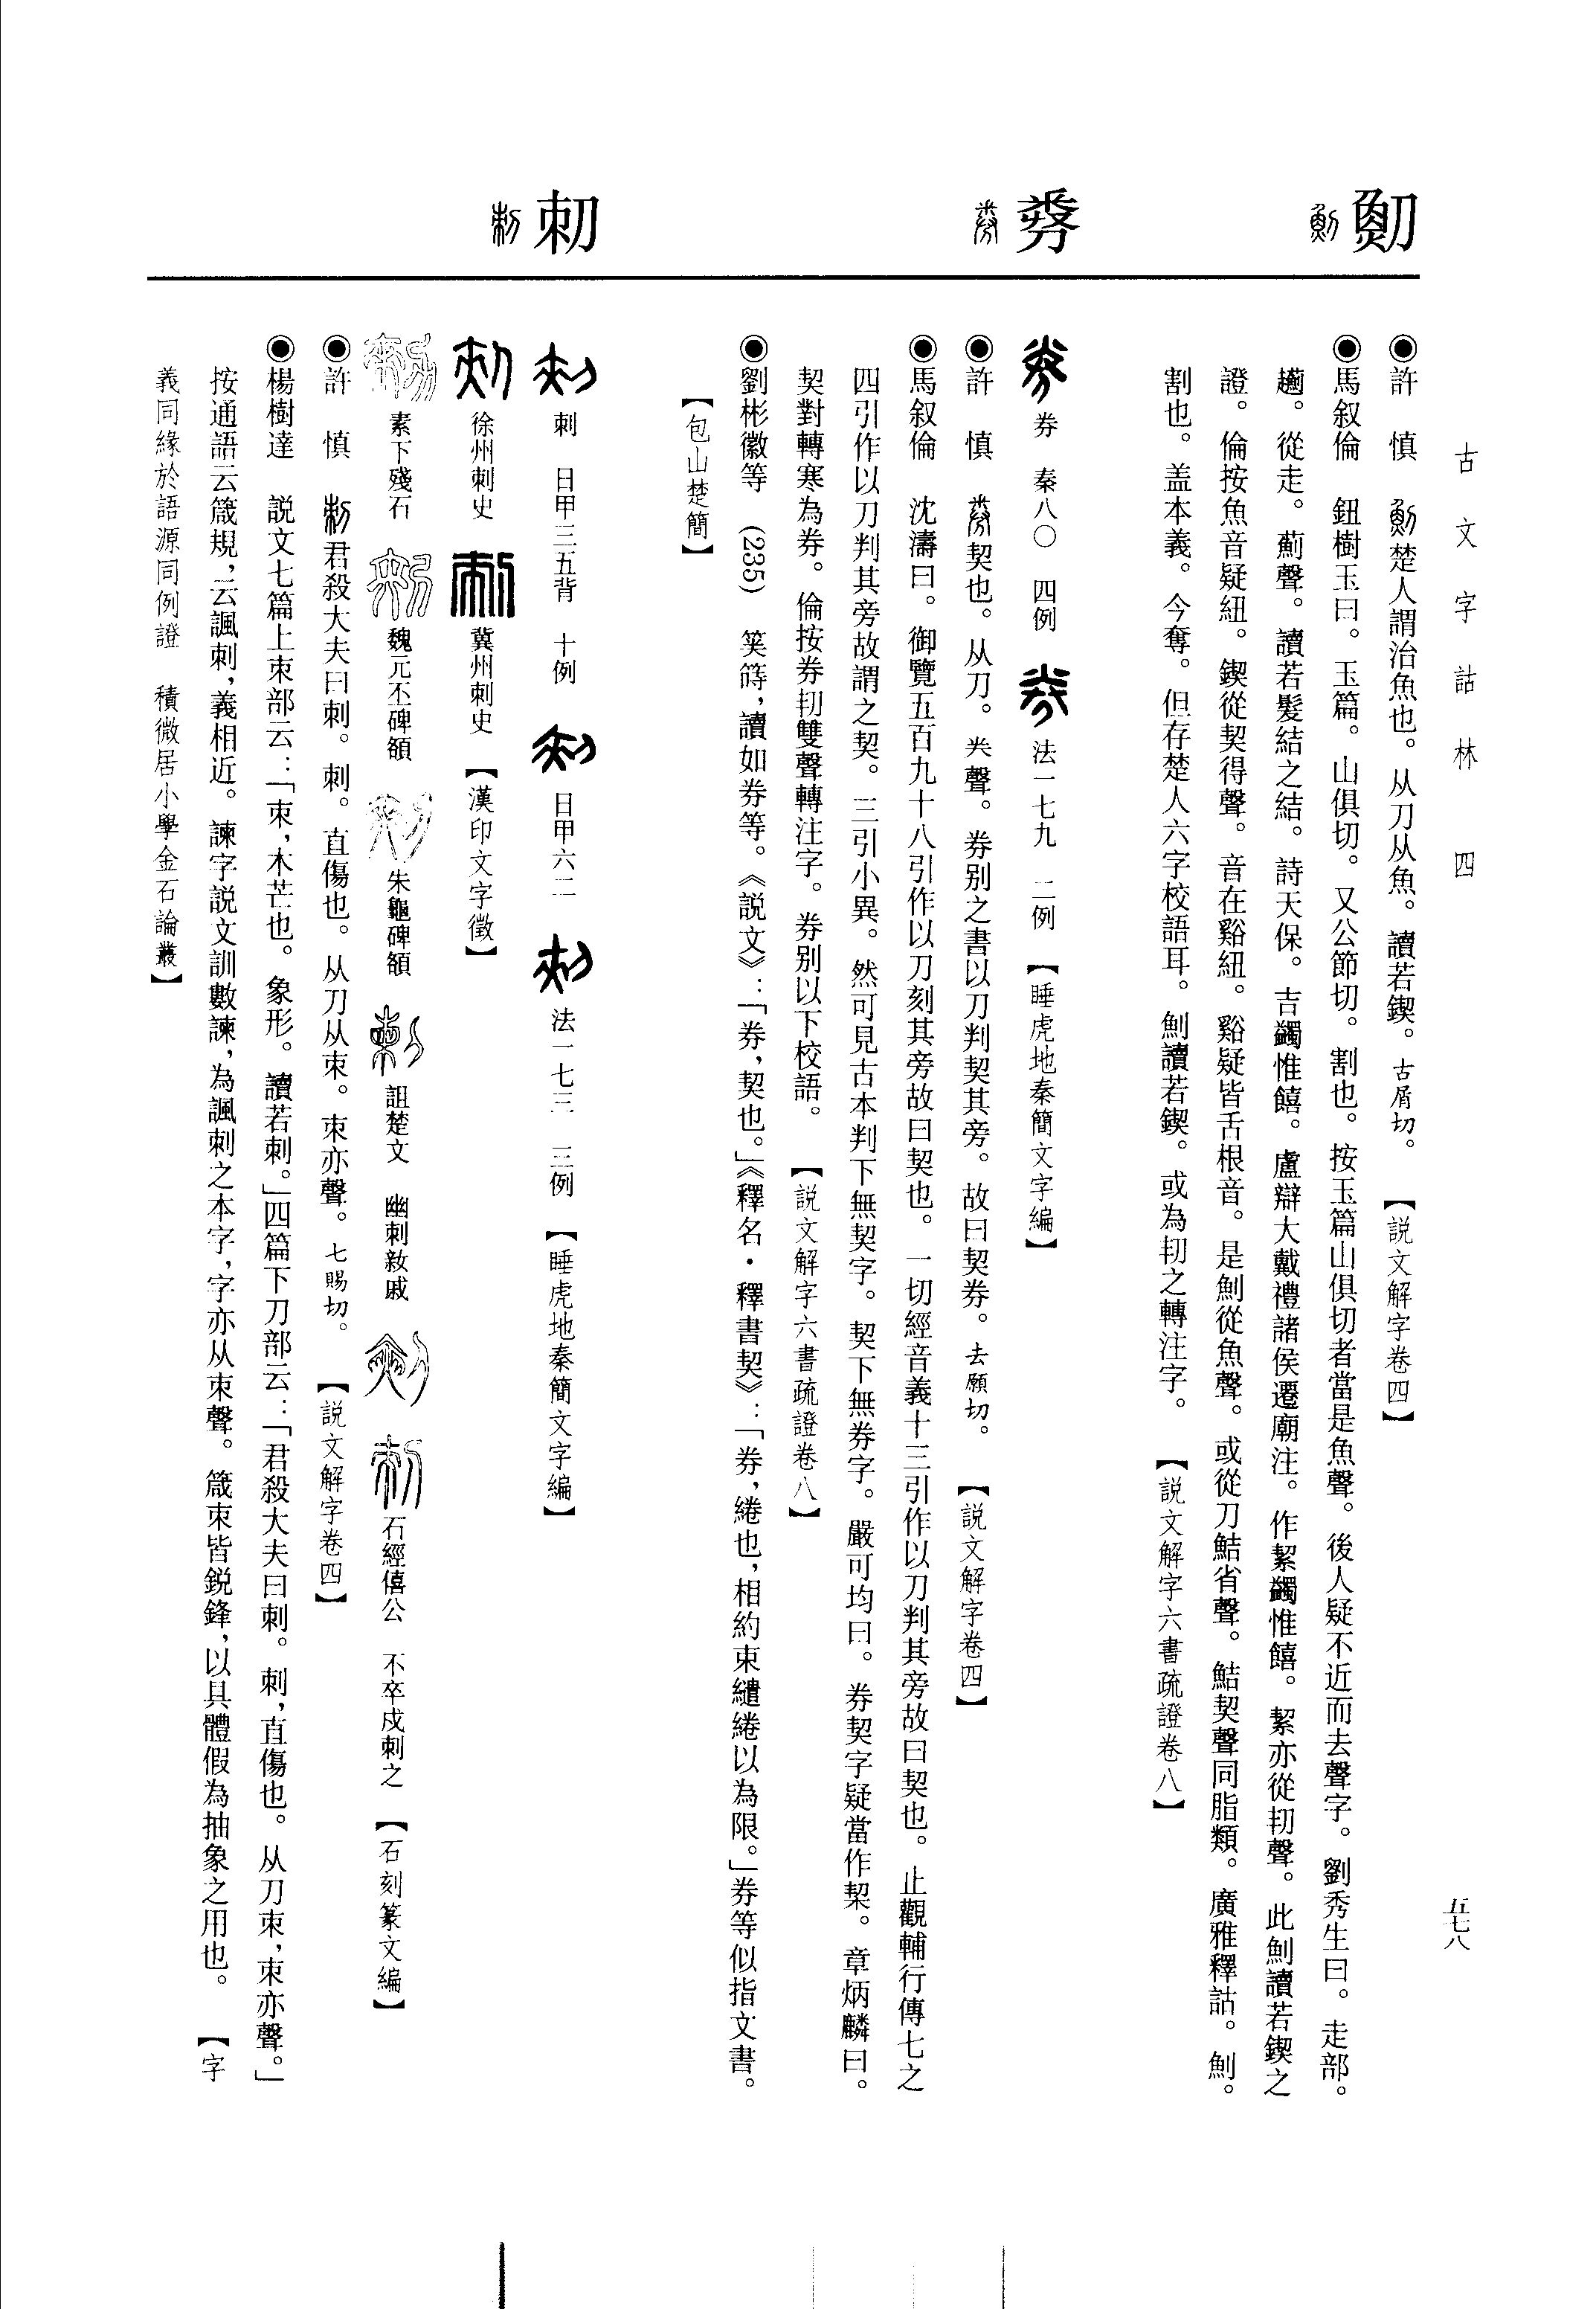 古文字詁林 四
五七八
魝
許 慎 楚人謂治魚也。从刀从魚。讀若鍥。古屑切。 【説文解字卷四】
馬叙倫 鈕樹玉曰。玉篇。山俱切。又公節切。割也。按玉篇山俱切者當是魚聲。後人疑不近而去聲字。劉秀生曰。走部。
從走。薊聲。讀若髮結之結。詩天保。吉蠲惟饎。盧辯大戴禮諸侯遷廟注。作絜蠲惟饎。絜亦從㓞聲。此魝讀若鍥之
證。倫按魚音疑紐。鍥從契得聲。音在谿紐。谿疑皆舌根音。是魝從魚聲。或從刀鮚省聲。鮚契聲同脂類。廣雅釋詁。魝。
割也。盖本義。今奪。但存楚人六字校語耳。魝讀若鍥。或為㓞之轉注字。 【説文解字六書疏證卷八】
券
券 秦八〇 四例 法一七九 二例 【睡虎地秦簡文字編】
許 慎 契也。从刀。𢍏聲。券别之書以刀判契其旁。故曰契券。去願切。 【説文解字卷四】
馬叙倫 沈濤曰。御覽五百九十八引作以刀刻其旁故曰契也。一切經音義十三引作以刀判其旁故曰契也。止觀輔行傳七之
四引作以刀判其旁故謂之契。三引小異。然可見古本判下無契字。契下無券字。嚴可均曰。券契字疑當作栔。章炳麟曰。
契對轉寒為券。倫按券㓞雙聲轉注字。券别以下校語。 【説文解字六書疏證卷八】
劉彬徽等 （235） 䇬䇯，讀如券等。《説文》：「券，契也。」《釋名·釋書契》：「券，綣也，相約束繾綣以為限。」券等似指文書。
【包山楚簡】
刺
刺 日甲三五背 十例 日甲六二 法一七三 三例 【睡虎地秦簡文字編】
徐州刺史 冀州刺史 【漢印文字徵】
素下殘石 魏元丕碑額 朱龜碑額 詛楚文 幽刺敍戚 石經僖公 不卒戍刺之 【石刻篆文編】
許 慎 君殺大夫曰刺。刺。直傷也。从刀从朿。朿亦聲。七賜切。 【説文解字卷四】
楊樹達 説文七篇上朿部云：「朿，木芒也。象形。讀若刺。」四篇下刀部云：「君殺大夫曰刺。刺，直傷也。从刀朿，朿亦聲。」
按通語云箴規，云諷刺，義相近。諫字説文訓數諫，為諷刺之本字，字亦从朿聲。箴朿皆鋭鋒，以具體假為抽象之用也。 【字
義同緣於語源同例證 積微居小學金石論叢】